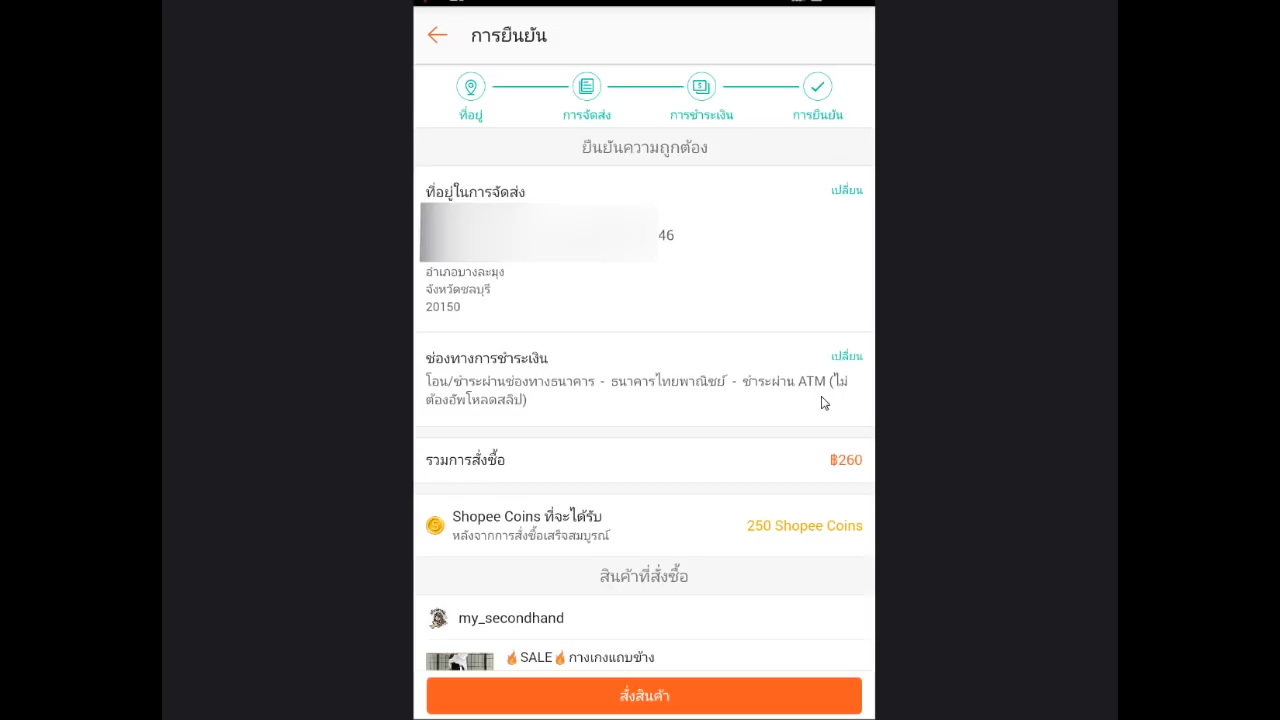 การยืนยัน
ที่อยู่
การจัดส่ง
การชำระเงิน
การยืนยัน
ยืนยันความถูกต้อง
ที่อยู่ในการจัดส่ง
เปลี่ยน
46
อำเภอบางละมุง
จังหวัดชลบุรี
20150
ช่องทางการชำระเงิน
เปลี่ยน
โอน/ชำระผ่านช่องทางธนาคาร - ธนาคารไทยพาณิชย์ - ชำระผ่าน ATM (ไม่
ต้องอัพโหลดสลิป)
รวมการสั่งซื้อ
฿260
Shopee Coins ที่จะได้รับ
250 Shopee Coins
หลังจากการสั่งซื้อเสร็จสมบูรณ์
สินค้าที่สั่งซื้อ
my_secondhand
🔥SALE🔥กางเกงแถบข้าง
สั่งสินค้า